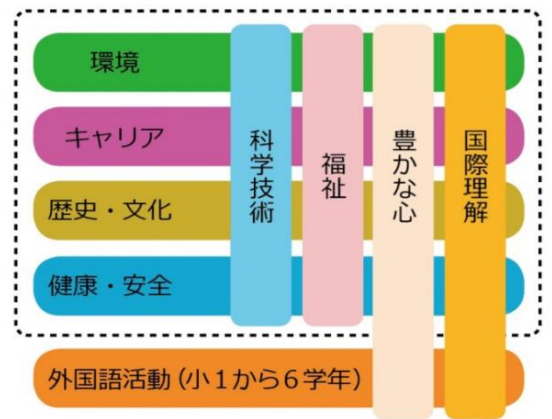 環境
キャリア
歴史・文化
健康・安全
外国語活動(小1から6学年)
科学技術
福祉
豊かな心
国際理解